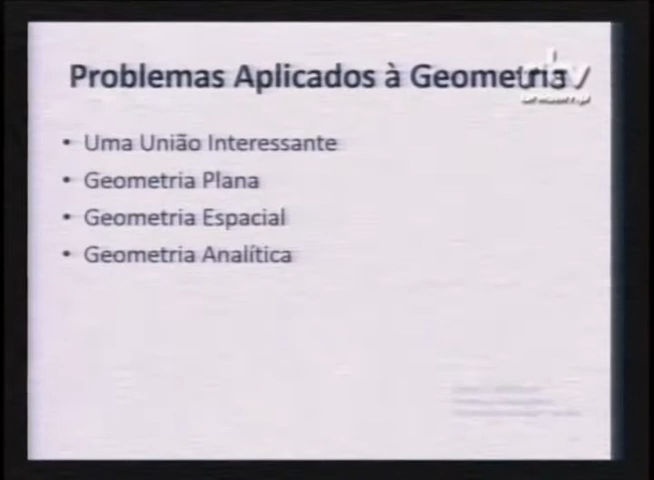 Problemas Aplicados à Geometria
• Uma União Interessante
• Geometria Plana
• Geometria Espacial
• Geometria Analítica